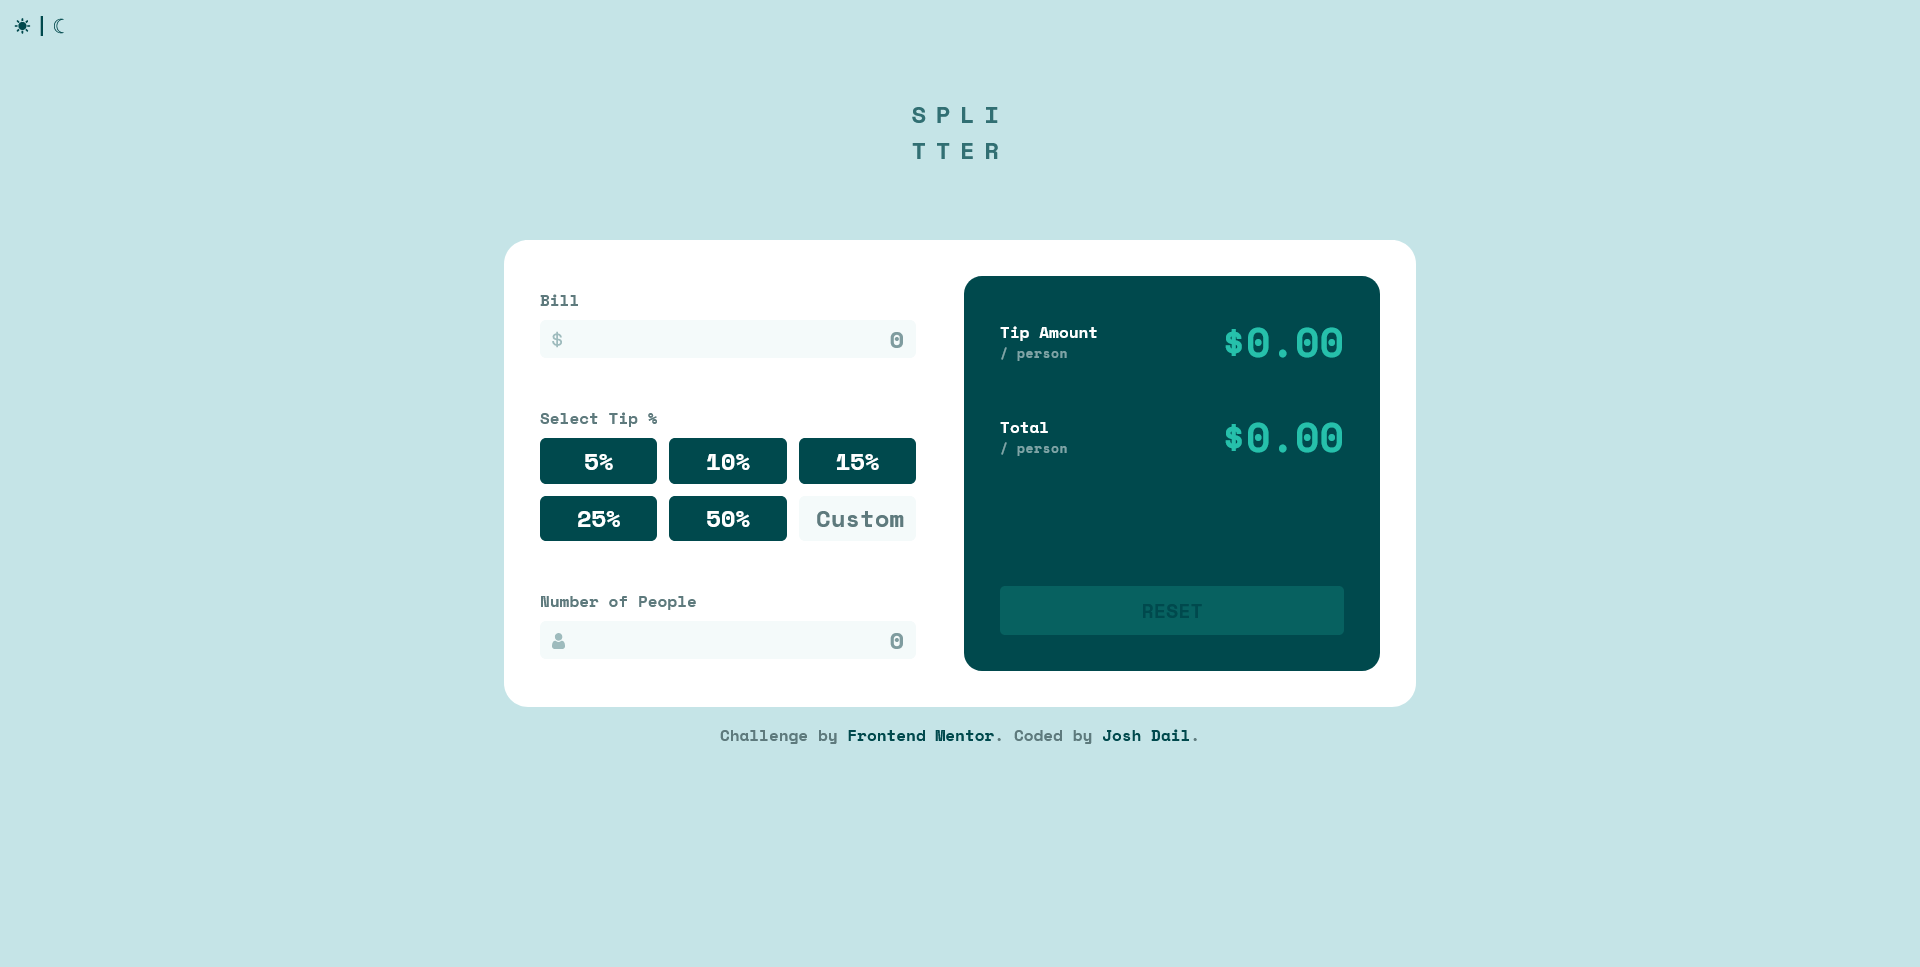 ☀ | ☾
SPLI
TTER
Bill
$ 0
Select Tip %
5% 10% 15%
25% 50% Custom
Number of People
0
Tip Amount
/ person
$0.00
Total
/ person
$0.00
RESET
Challenge by Frontend Mentor. Coded by Josh Dail.